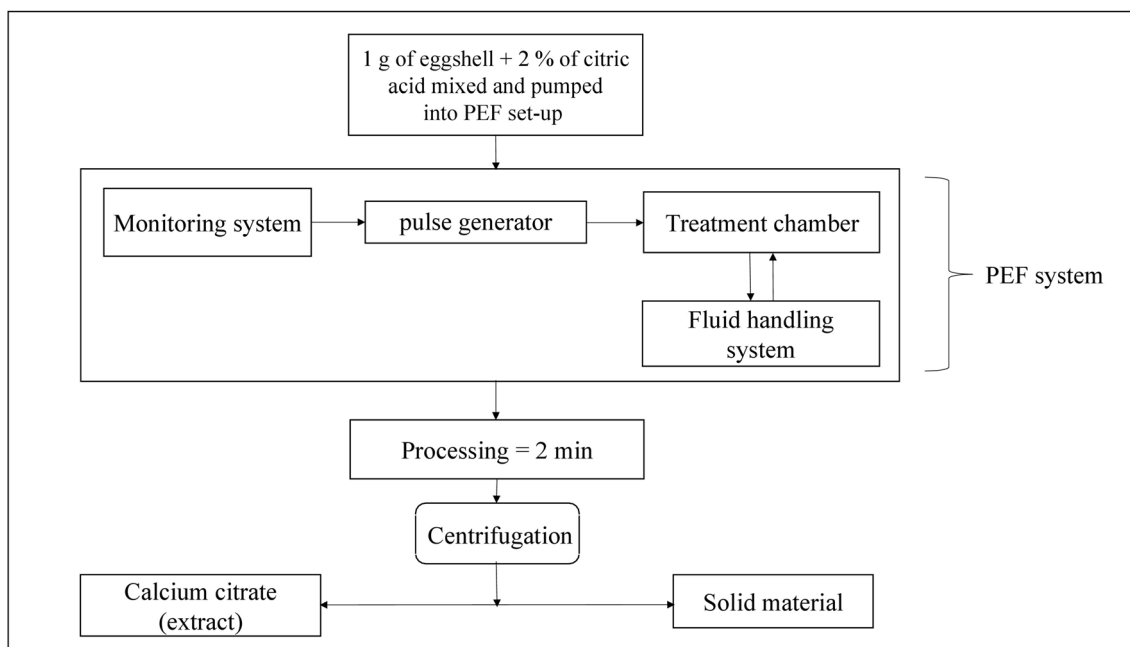 1 g of eggshell + 2 % of citric
acid mixed and pumped
into PEF set-up
Monitoring system
pulse generator
Treatment chamber
Fluid handling
system
PEF system
Processing = 2 min
Centrifugation
Calcium citrate
(extract)
Solid material